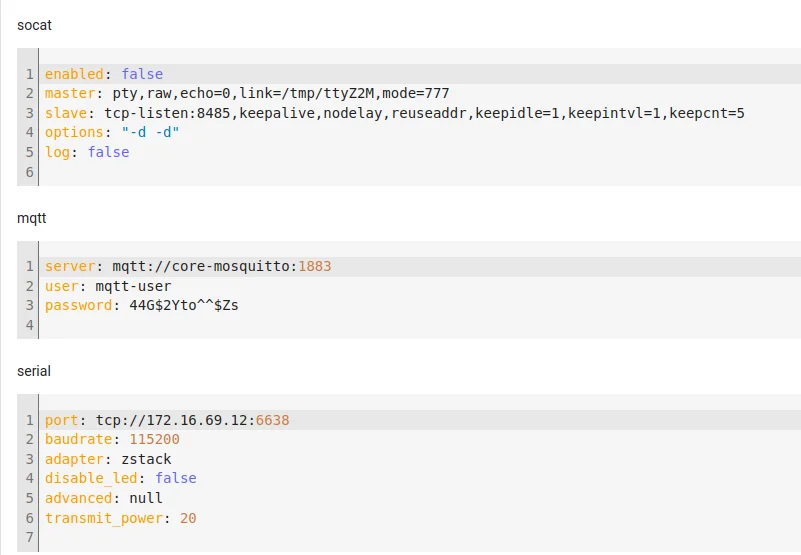 socat
1 enabled: false
2 master: pty,raw,echo=0,link=/tmp/ttyZ2M,mode=777
3 slave: tcp-listen:8485,keepalive,nodelay,reuseaddr,keepidle=1,keepintvl=1,keepcnt=5
4 options: "-d -d"
5 log: false
6
mqtt
1 server: mqtt://core-mosquitto:1883
2 user: mqtt-user
3 password: 44G$2Yto^^$Zs
4
serial
1 port: tcp://172.16.69.12:6638
2 baudrate: 115200
3 adapter: zstack
4 disable_led: false
5 advanced: null
6 transmit_power: 20
7